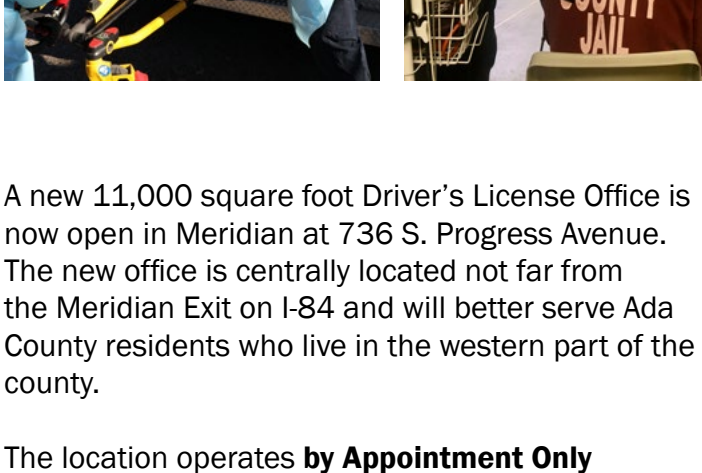 COUNTY
JAIL
A new 11,000 square foot Driver's License Office is
now open in Meridian at 736 S. Progress Avenue.
The new office is centrally located not far from
the Meridian Exit on I-84 and will better serve Ada
County residents who live in the western part of the
county.
The location operates by Appointment Only